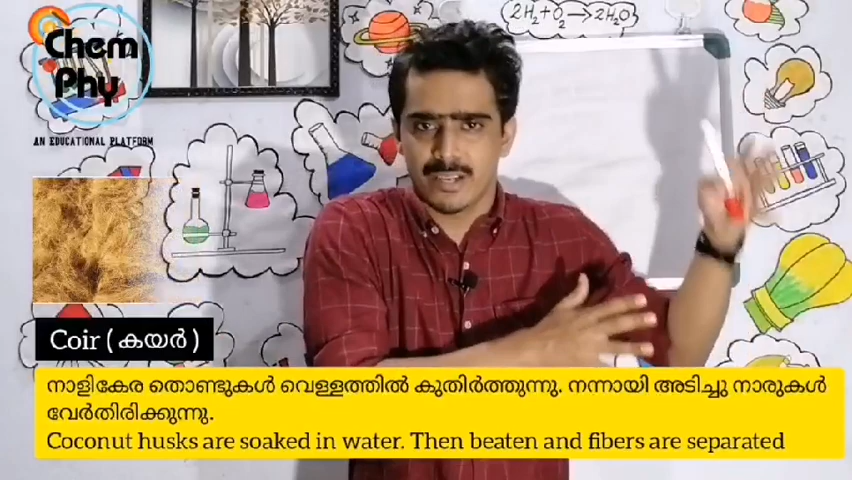 Chem
Phy
AN EDUCATIONAL PLATFORM
2H₂+O₂→2H₂O
Coir (കയർ)
നാളികേര തൊണ്ടുകൾ വെള്ളത്തിൽ കുതിർത്തുന്നു. നന്നായി അടിച്ചു നാരുകൾ
വേർതിരിക്കുന്നു.
Coconut husks are soaked in water. Then beaten and fibers are separated